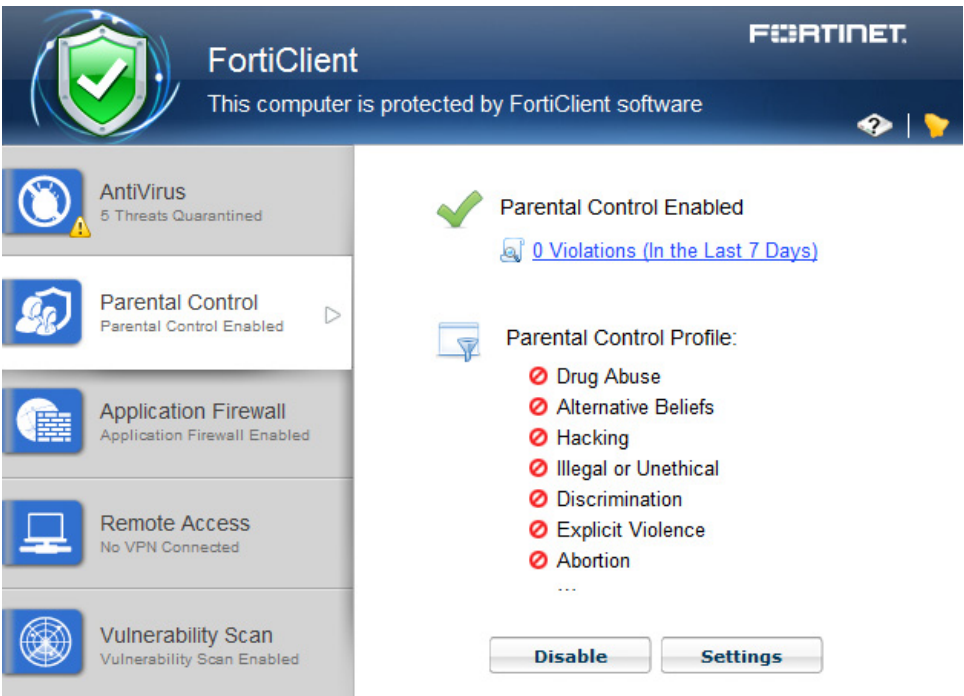 FORTINET.
FortiClient
This computer is protected by FortiClient software
?
AntiVirus
5 Threats Quarantined
Parental Control
Parental Control Enabled
Application Firewall
Application Firewall Enabled
Remote Access
No VPN Connected
Vulnerability Scan
Vulnerability Scan Enabled
Parental Control Enabled
0 Violations (In the Last 7 Days)
Parental Control Profile:
Drug Abuse
Alternative Beliefs
Hacking
Illegal or Unethical
Discrimination
Explicit Violence
Abortion
...
Disable
Settings